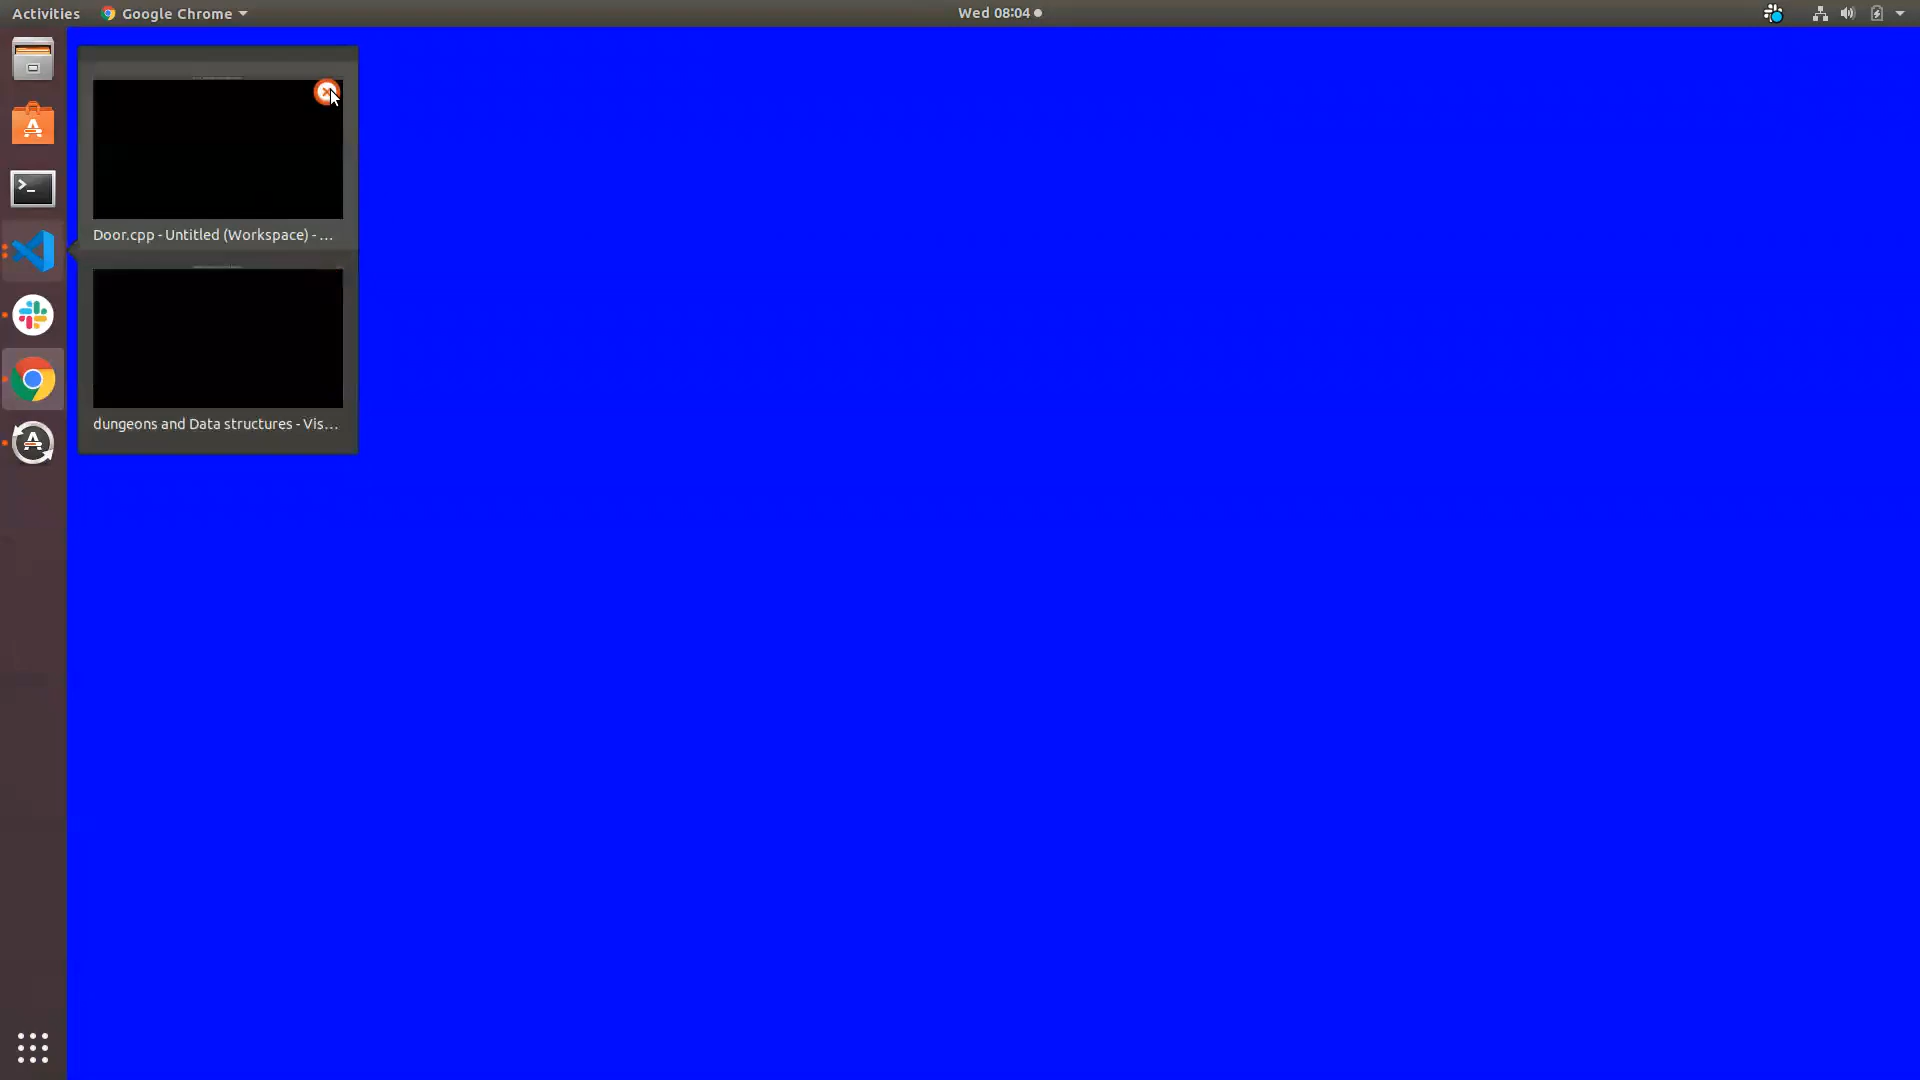 Activities Google Chrome Wed 08:04
Door.cpp - Untitled (Workspace) - ...
dungeons and Data structures - Vis...